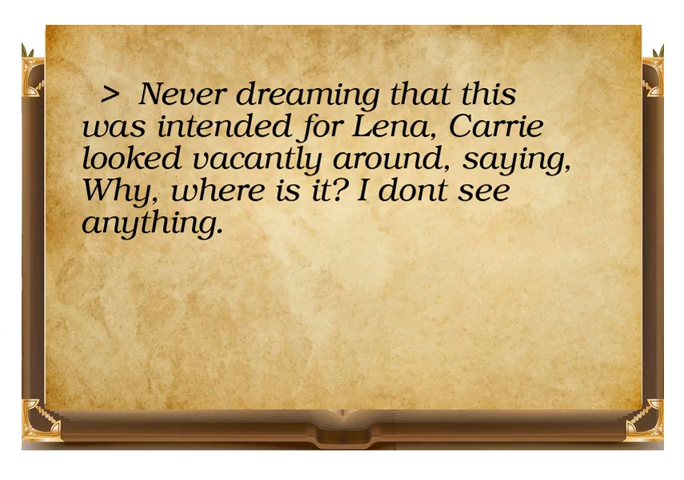 > Never dreaming that this
was intended for Lena, Carrie
looked vacantly around, saying,
Why, where is it? I dont see
anything.